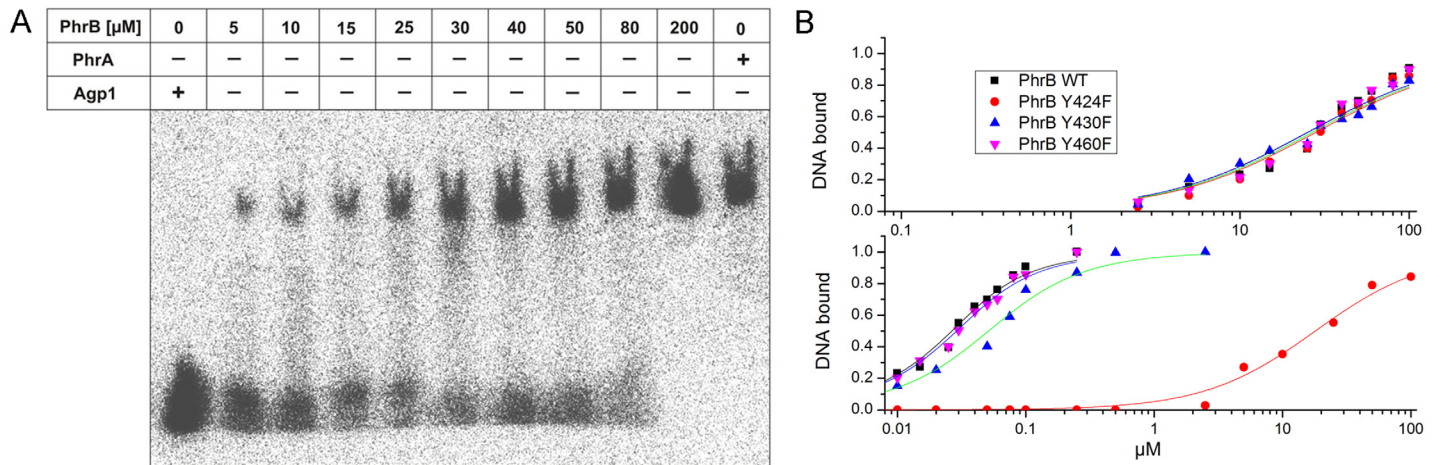 A
PhrB [µM] 0 5 10 15 25 30 40 50 80 200 0
PhrA – – – – – – – – – – +
Agp1 + – – – – – – – – – –
B
1.0
0.8
0.6
0.4
0.2
0.0
DNA bound
PhrB WT
PhrB Y424F
PhrB Y430F
PhrB Y460F
0.1 1 10 100
1.0
0.8
0.6
0.4
0.2
0.0
DNA bound
0.01 0.1 1 10 100
µM